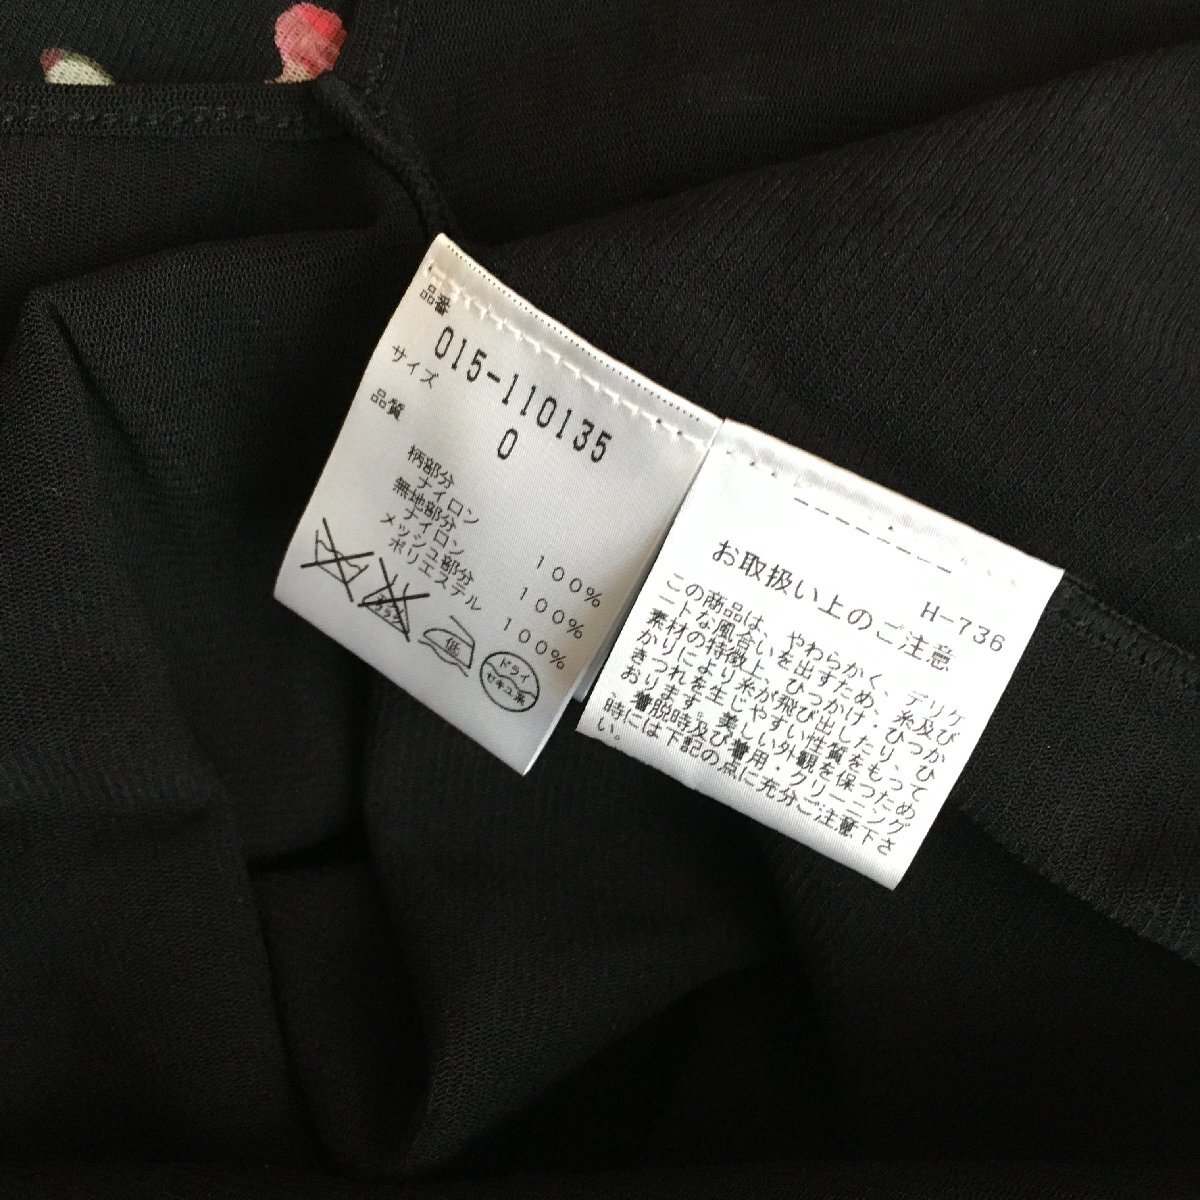 品番
015-110135
サイズ
0
品質
柄部分
ナイロン 100%
無地部分
ナイロン 100%
メッシュ部分
ポリエステル 100%
エンソサラシ
低
ドライ
セキユ系
H-736
お取扱い上のご注意
この商品は、やわらかく、デリケ
ートな風合いを出すため、糸及び
素材の特徴上、ひつかけ・ひつか
かりにより糸が飛び出したり、ひ
きつれを生じやすい性質をもって
おります。美しい外観を保つため
、着脱時及び着用・クリーニング
時には下記の点に充分ご注意下さ
い。